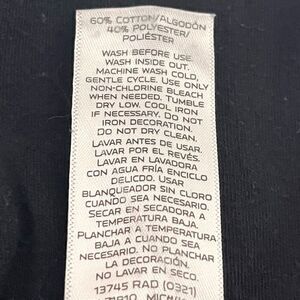 60% COTTON/ALGODÓN
40% POLYESTER/
POLIÉSTER
WASH BEFORE USE.
WASH INSIDE OUT.
MACHINE WASH COLD,
GENTLE CYCLE. USE ONLY
NON-CHLORINE BLEACH
WHEN NEEDED. TUMBLE
DRY LOW. COOL IRON
IF NECESSARY. DO NOT
IRON DECORATION.
DO NOT DRY CLEAN.
LAVAR ANTES DE USAR.
LAVAR POR EL REVÉS.
LAVAR EN LAVADORA
CON AGUA FRÍA EN CICLO
DELICDO. USAR
BLANQUEADOR SIN CLORO
CUANDO SEA NECESARIO.
SECAR EN SECADORA A
TEMPERATURA BAJA.
PLANCHAR A TEMPERATURA
BAJA A CUANDO SEA
NECESARIO. NO PLANCHAR
LA DECORACIÓN.
NO LAVAR EN SECO.
13745 RAD (0321)